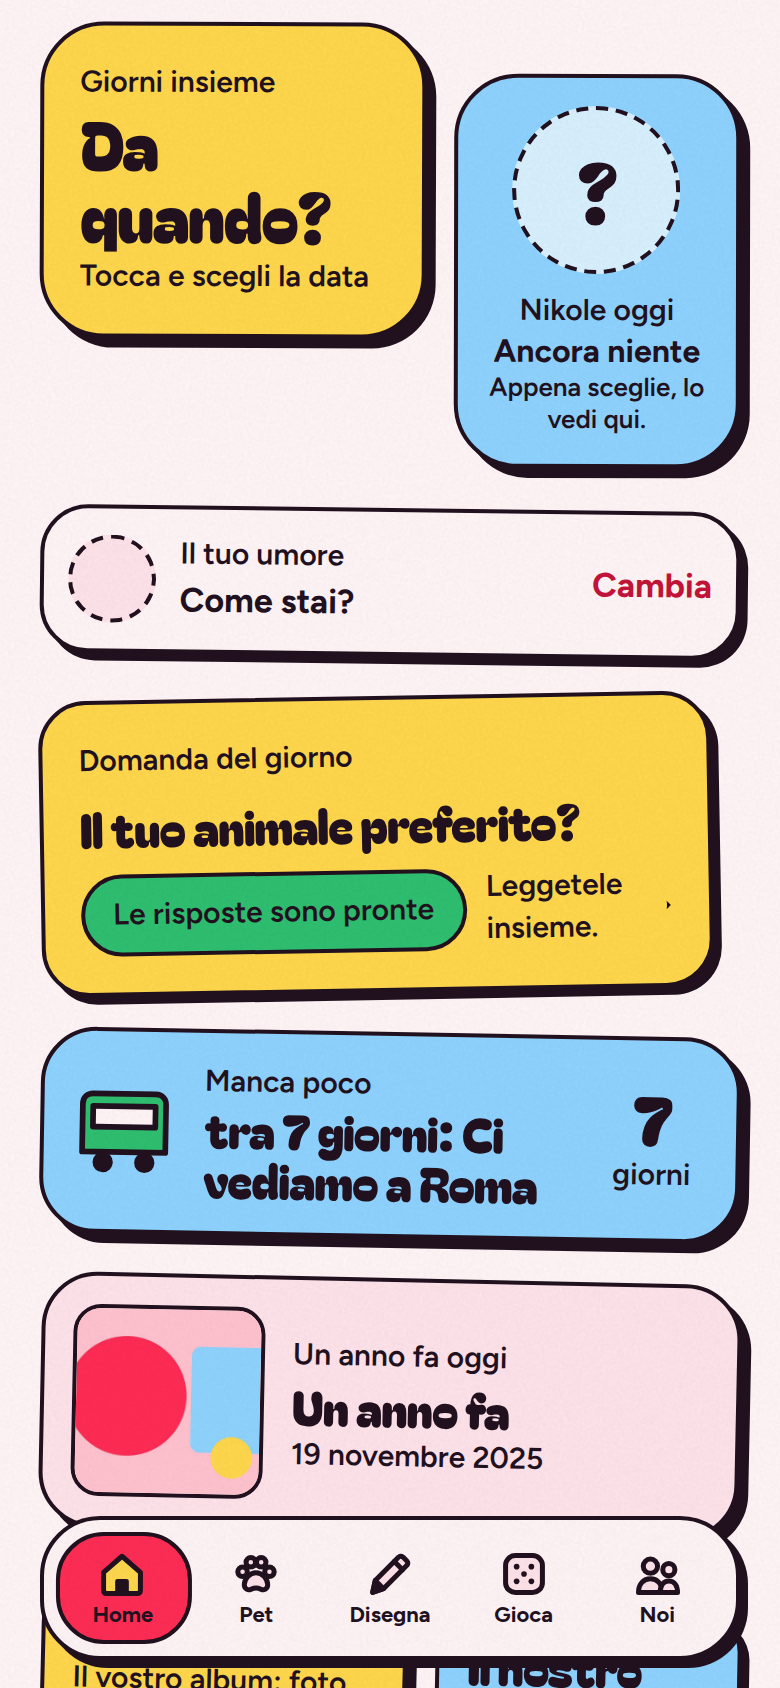 Giorni insieme
Da
quando?
Tocca e scegli la data
?
Nikole oggi
Ancora niente
Appena sceglie, lo
vedi qui.
Il tuo umore
Come stai?
Cambia
Domanda del giorno
Il tuo animale preferito?
Le risposte sono pronte
Leggetele
insieme.
Manca poco
tra 7 giorni: Ci
vediamo a Roma
7
giorni
Un anno fa oggi
Un anno fa
19 novembre 2025
Home
Pet
Disegna
Gioca
Noi
Il vostro album: foto
Il nostro